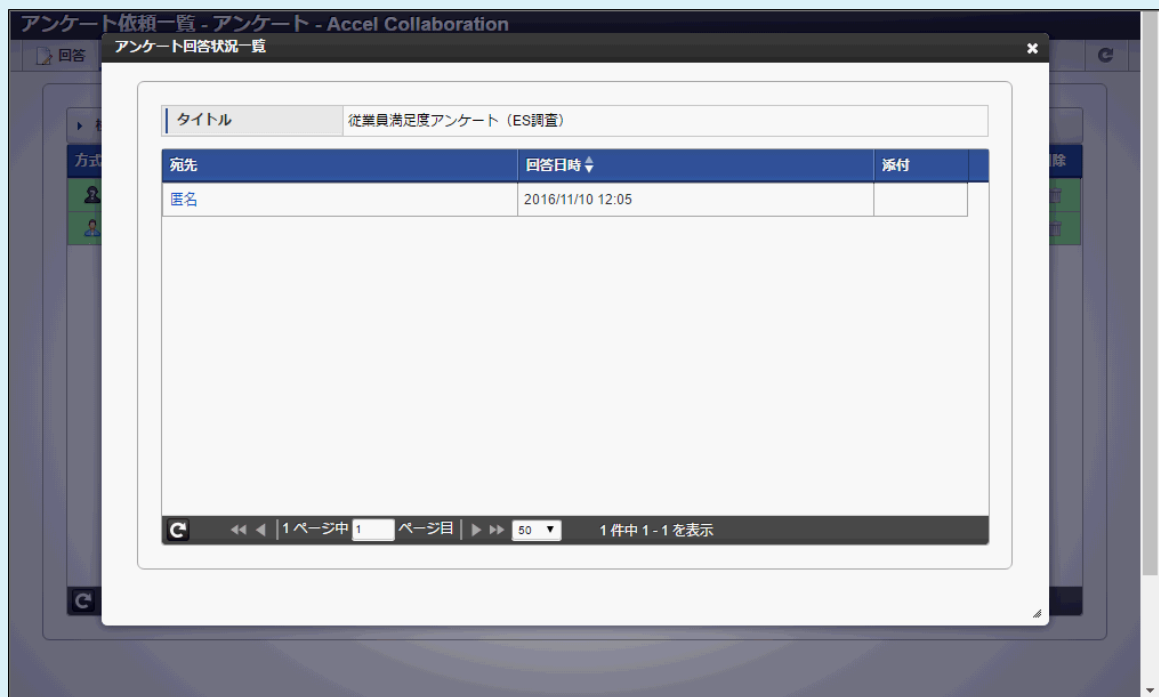 アンケート依頼一覧 - アンケート - Accel Collaboration
回答
アンケート回答状況一覧
タイトル 従業員満足度アンケート（ES調査）
方式
除
宛先 回答日時 添付
匿名 2016/11/10 12:05
1 ページ中 1 ページ目 50 1 件中 1 - 1 を表示